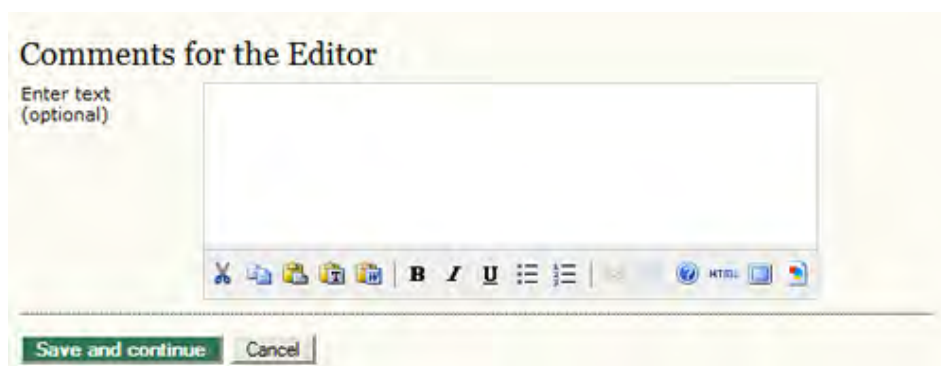 Comments for the Editor
Enter text
(optional)
B I U HTML
Save and continue Cancel